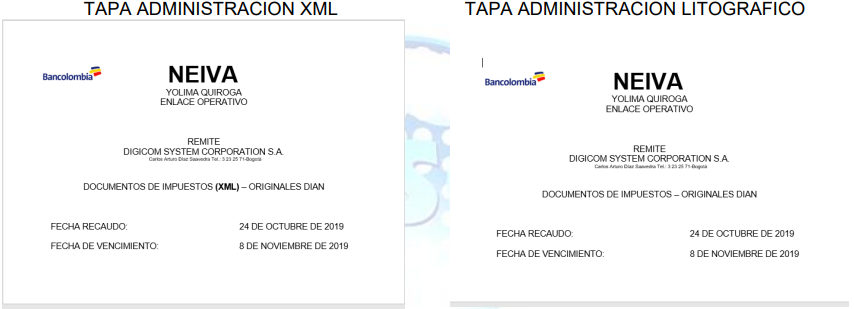 TAPA ADMINISTRACION XML
Bancolombia
NEIVA
YOLIMA QUIROGA
ENLACE OPERATIVO
REMITE
DIGICOM SYSTEM CORPORATION S.A.
Carlos Arturo Díaz Saavedra Tel.: 3 23 25 71-Bogotá
DOCUMENTOS DE IMPUESTOS (XML) – ORIGINALES DIAN
FECHA RECAUDO: 24 DE OCTUBRE DE 2019
FECHA DE VENCIMIENTO: 8 DE NOVIEMBRE DE 2019
TAPA ADMINISTRACION LITOGRAFICO
Bancolombia
NEIVA
YOLIMA QUIROGA
ENLACE OPERATIVO
REMITE
DIGICOM SYSTEM CORPORATION S.A.
Carlos Arturo Díaz Saavedra Tel.: 3 23 25 71-Bogotá
DOCUMENTOS DE IMPUESTOS – ORIGINALES DIAN
FECHA RECAUDO: 24 DE OCTUBRE DE 2019
FECHA DE VENCIMIENTO: 8 DE NOVIEMBRE DE 2019